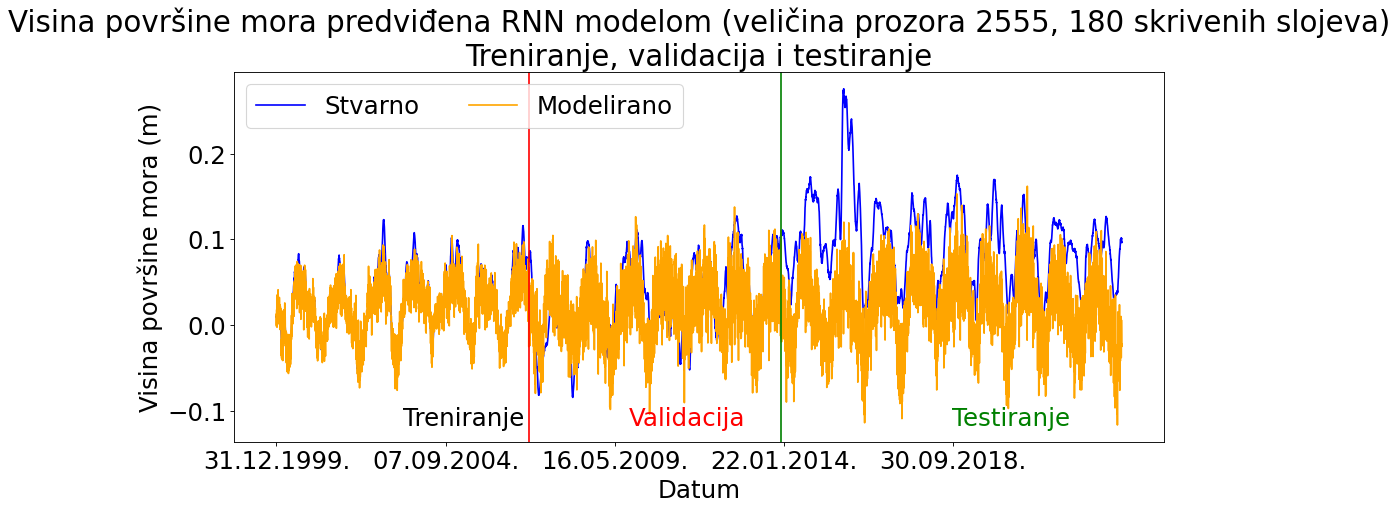 Visina površine mora predviđena RNN modelom (veličina prozora 2555, 180 skrivenih slojeva)
Treniranje, validacija i testiranje
Stvarno
Modelirano
Visina površine mora (m)
0.2
0.1
0.0
−0.1
Treniranje
Validacija
Testiranje
31.12.1999.
07.09.2004.
16.05.2009.
22.01.2014.
30.09.2018.
Datum